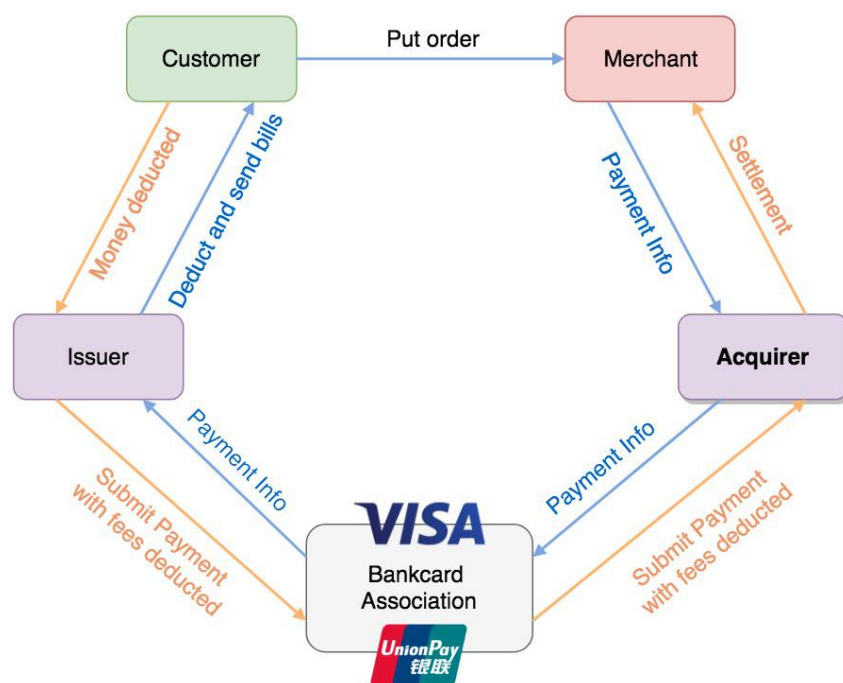 Customer
Put order
Merchant
Money deducted
Deduct and send bills
Payment Info
Settlement
Issuer
Acquirer
Payment Info
Submit Payment
with fees deducted
Payment Info
Submit Payment
with fees deducted
VISA
Bankcard
Association
UnionPay
银联